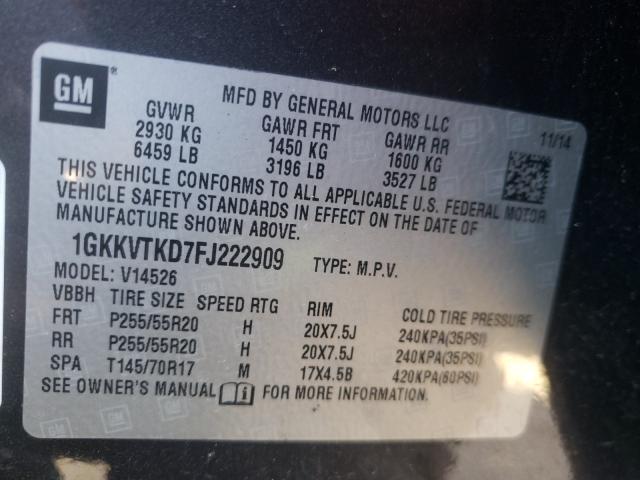 GM ®
MFD BY GENERAL MOTORS LLC
11/14
GVWR GAWR FRT GAWR RR
2930 KG 1450 KG 1600 KG
6459 LB 3196 LB 3527 LB
THIS VEHICLE CONFORMS TO ALL APPLICABLE U.S. FEDERAL MOTOR
VEHICLE SAFETY STANDARDS IN EFFECT ON THE DATE OF
MANUFACTURE SHOWN ABOVE.
1GKKVTKD7FJ222909 TYPE: M.P.V.
MODEL: V14526
VBBH TIRE SIZE SPEED RTG RIM COLD TIRE PRESSURE
FRT P255/55R20 H 20X7.5J 240KPA(35PSI)
RR P255/55R20 H 20X7.5J 240KPA(35PSI)
SPA T145/70R17 M 17X4.5B 420KPA(60PSI)
SEE OWNER'S MANUAL i FOR MORE INFORMATION.